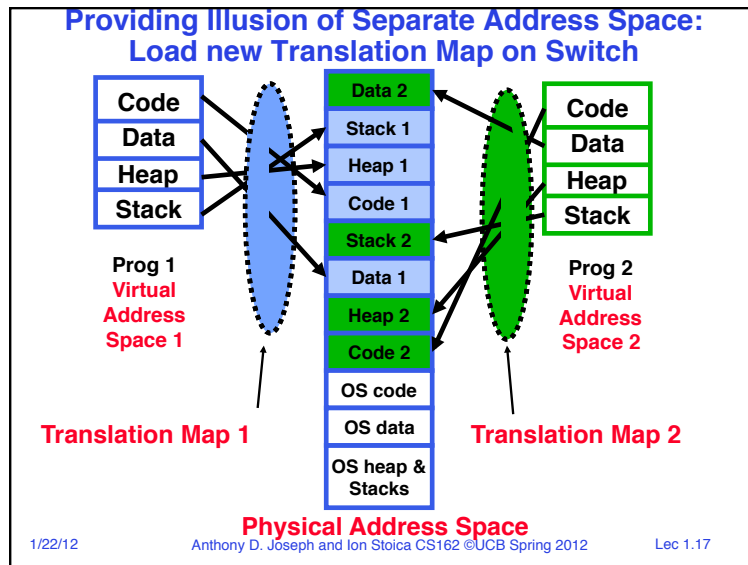 Providing Illusion of Separate Address Space:
Load new Translation Map on Switch
Code
Data
Heap
Stack
Prog 1
Virtual
Address
Space 1
Translation Map 1
Data 2
Stack 1
Heap 1
Code 1
Stack 2
Data 1
Heap 2
Code 2
OS code
OS data
OS heap &
Stacks
Physical Address Space
Code
Data
Heap
Stack
Prog 2
Virtual
Address
Space 2
Translation Map 2
1/22/12
Anthony D. Joseph and Ion Stoica CS162 ©UCB Spring 2012
Lec 1.17